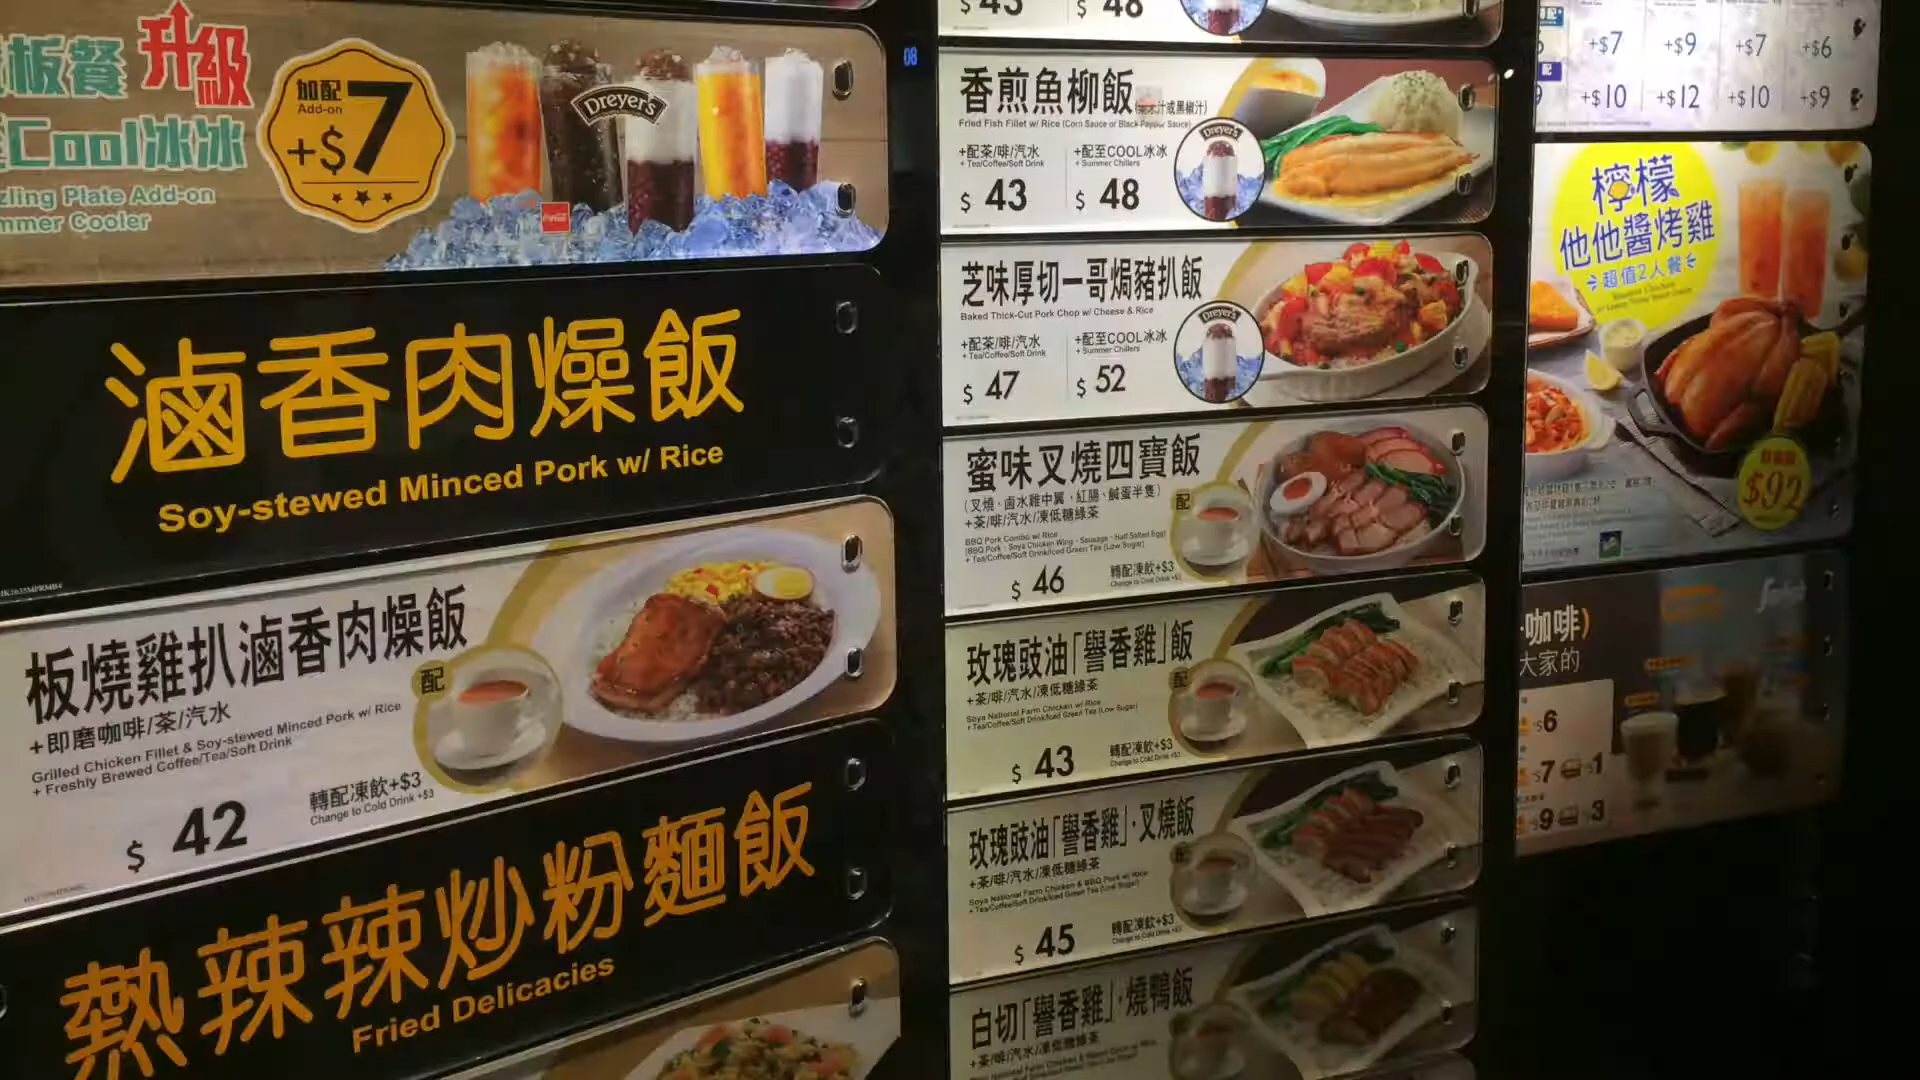 板餐 升級
Cool冰冰
加配
Add-on
+$7
zling Plate Add-on
mmer Cooler
Dreyer's
Coca-Cola
滷香肉燥飯
Soy-stewed Minced Pork w/ Rice
板燒雞扒滷香肉燥飯
+即磨咖啡/茶/汽水
Grilled Chicken Fillet & Soy-stewed Minced Pork w/ Rice
+ Freshly Brewed Coffee/Tea/Soft Drink
$ 42
轉配凍飲+$3
Change to Cold Drink +$3
配
熱辣辣炒粉麵飯
Fried Delicacies
08
$ 43 $ 48
香煎魚柳飯(粟米汁或黑椒汁)
Fried Fish Fillet w/ Rice (Corn Sauce or Black Pepper Sauce)
+配茶/啡/汽水
+ Tea/Coffee/Soft Drink
+配至COOL冰冰
+ Summer Chillers
$ 43 $ 48
Dreyer's
芝味厚切一哥焗豬扒飯
Baked Thick-Cut Pork Chop w/ Cheese & Rice
+配茶/啡/汽水
+ Tea/Coffee/Soft Drink
+配至COOL冰冰
+ Summer Chillers
$ 47 $ 52
Dreyer's
蜜味叉燒四寶飯
(叉燒、鹵水雞中翼、紅腸、鹹蛋半隻)
+茶/啡/汽水/凍低糖綠茶
BBQ Pork Combo w/ Rice
(BBQ Pork · Soya Chicken Wing · Sausage · Half Salted Egg)
+ Tea/Coffee/Soft Drink/Iced Green Tea (Low Sugar)
$ 46
轉配凍飲+$3
Change to Cold Drink +$3
配
玫瑰豉油「譽香雞」飯
+茶/啡/汽水/凍低糖綠茶
Soya National Farm Chicken w/ Rice
+ Tea/Coffee/Soft Drink/Iced Green Tea (Low Sugar)
$ 43
轉配凍飲+$3
Change to Cold Drink +$3
配
玫瑰豉油「譽香雞」·叉燒飯
+茶/啡/汽水/凍低糖綠茶
Soya National Farm Chicken & BBQ Pork w/ Rice
+ Tea/Coffee/Soft Drink/Iced Green Tea (Low Sugar)
$ 45
轉配凍飲+$3
Change to Cold Drink +$3
白切「譽香雞」·燒鴨飯
+茶/啡/汽水/凍低糖綠茶
+$7 +$9 +$7 +$6
配
+$10 +$12 +$10 +$9
檸檬
他他醬烤雞
超值2人餐
$92
咖啡)
大家的
$6
$7 $1
$9 $3